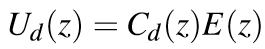 U_d(z) = C_d(z)E(z)